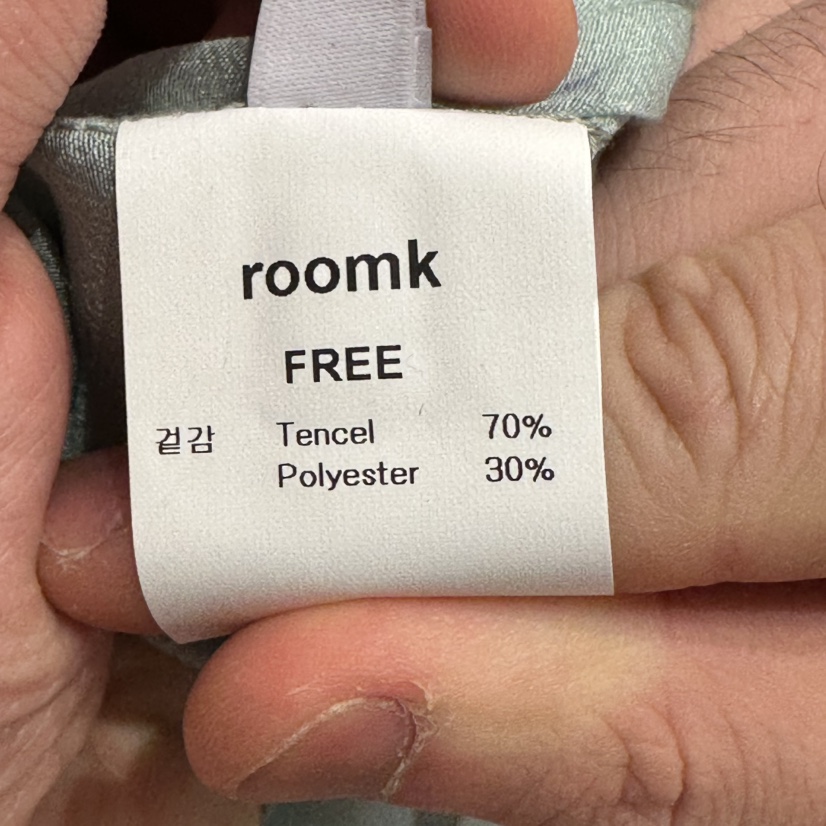 roomk
FREE
겉감 Tencel 70%
Polyester 30%